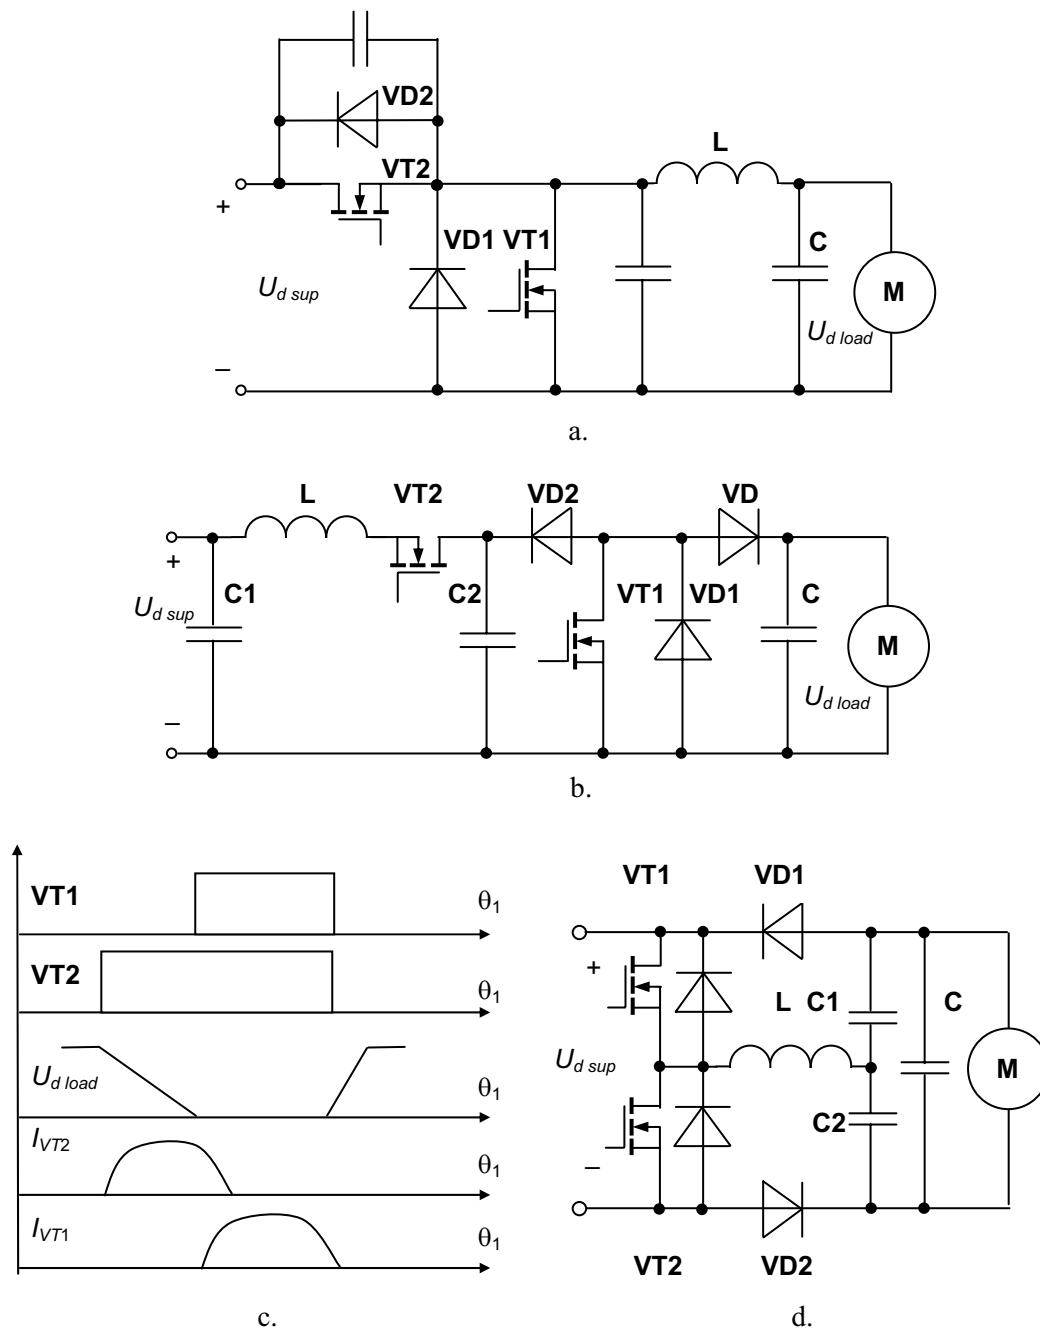 VD2
VT2
L
+
VD1 VT1
C
U_d sup
M
U_d load
−
a.
L VT2 VD2 VD
+
U_d sup C1 C2 VT1 VD1 C
M
U_d load
−
b.
VT1 θ₁
VT2 θ₁
U_d load θ₁
I_VT2 θ₁
I_VT1 θ₁
c.
VT1 VD1
+
L C1 C
U_d sup
M
C2
−
VT2 VD2
d.